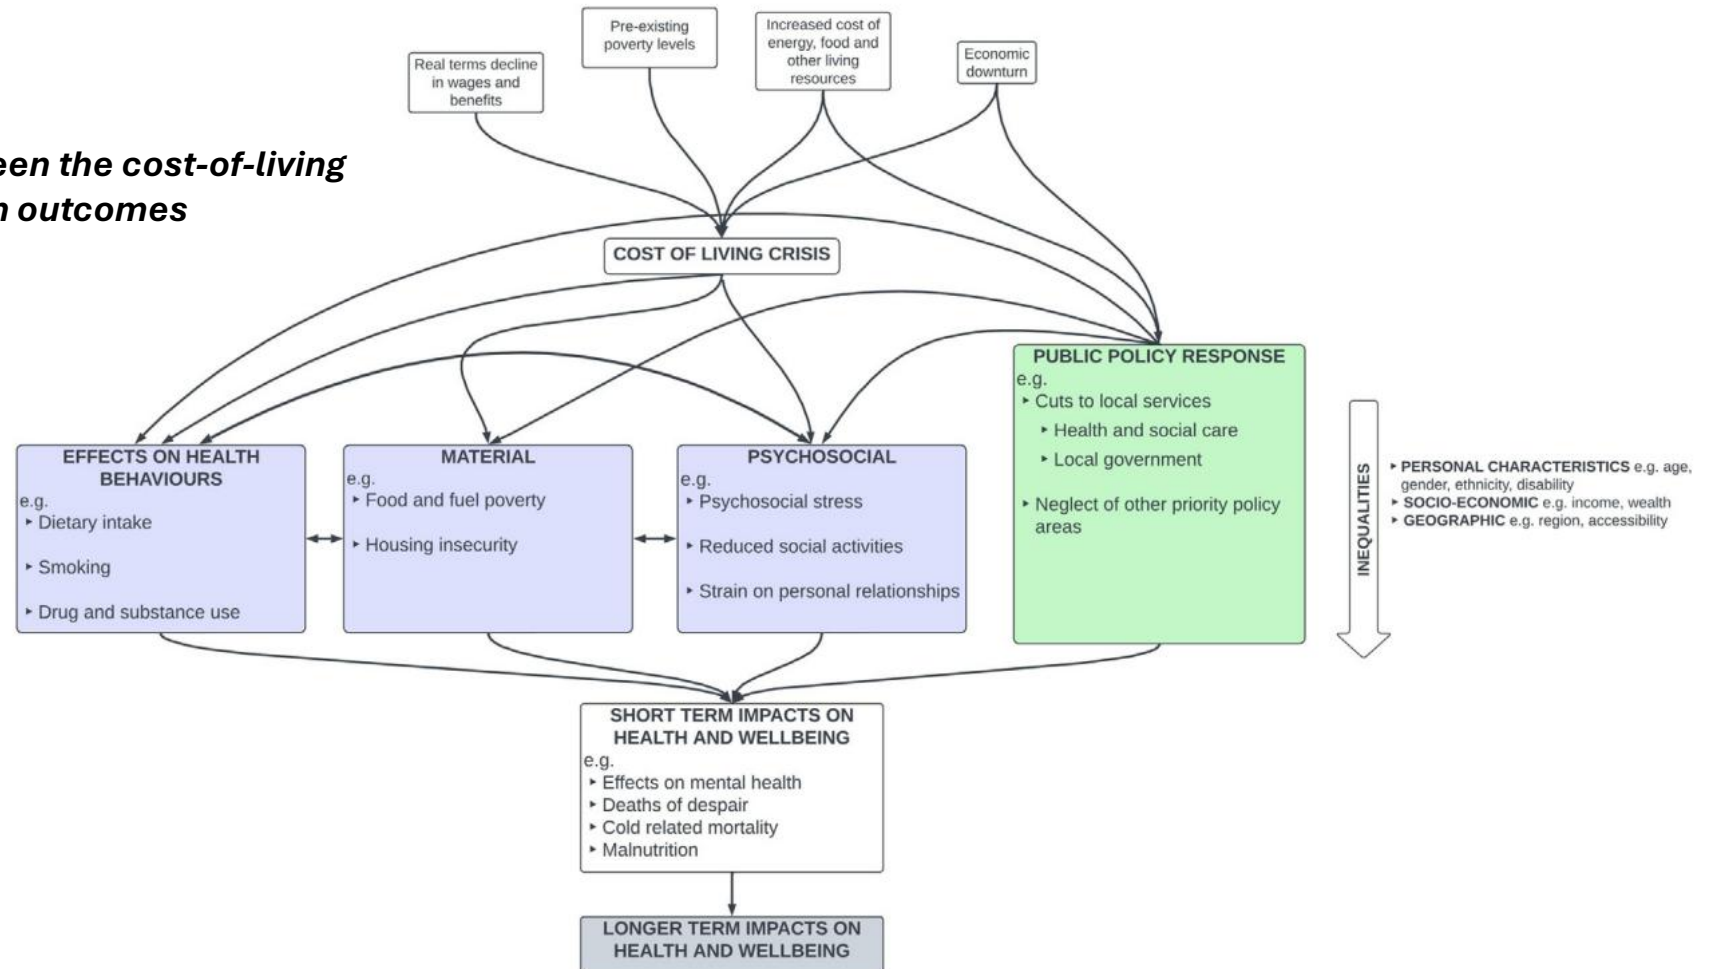 Pre-existing
poverty levels
Increased cost of
energy, food and
other living
resources
Economic
downturn
Real terms decline
in wages and
benefits
een the cost-of-living
n outcomes
COST OF LIVING CRISIS
EFFECTS ON HEALTH
BEHAVIOURS
e.g.
‣ Dietary intake
‣ Smoking
‣ Drug and substance use
MATERIAL
e.g.
‣ Food and fuel poverty
‣ Housing insecurity
PSYCHOSOCIAL
e.g.
‣ Psychosocial stress
‣ Reduced social activities
‣ Strain on personal relationships
PUBLIC POLICY RESPONSE
e.g.
‣ Cuts to local services
‣ Health and social care
‣ Local government
‣ Neglect of other priority policy
areas
INEQUALITIES
‣ PERSONAL CHARACTERISTICS e.g. age,
gender, ethnicity, disability
‣ SOCIO-ECONOMIC e.g. income, wealth
‣ GEOGRAPHIC e.g. region, accessibility
SHORT TERM IMPACTS ON
HEALTH AND WELLBEING
e.g.
‣ Effects on mental health
‣ Deaths of despair
‣ Cold related mortality
‣ Malnutrition
LONGER TERM IMPACTS ON
HEALTH AND WELLBEING